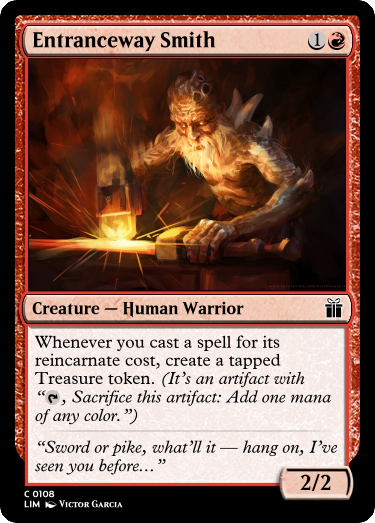 Entranceway Smith 1
Creature — Human Warrior
Whenever you cast a spell for its
reincarnate cost, create a tapped
Treasure token. (It's an artifact with
“, Sacrifice this artifact: Add one mana
of any color.”)
“Sword or pike, what'll it — hang on, I've
seen you before…”
2/2
C 0108
LIM Victor Garcia